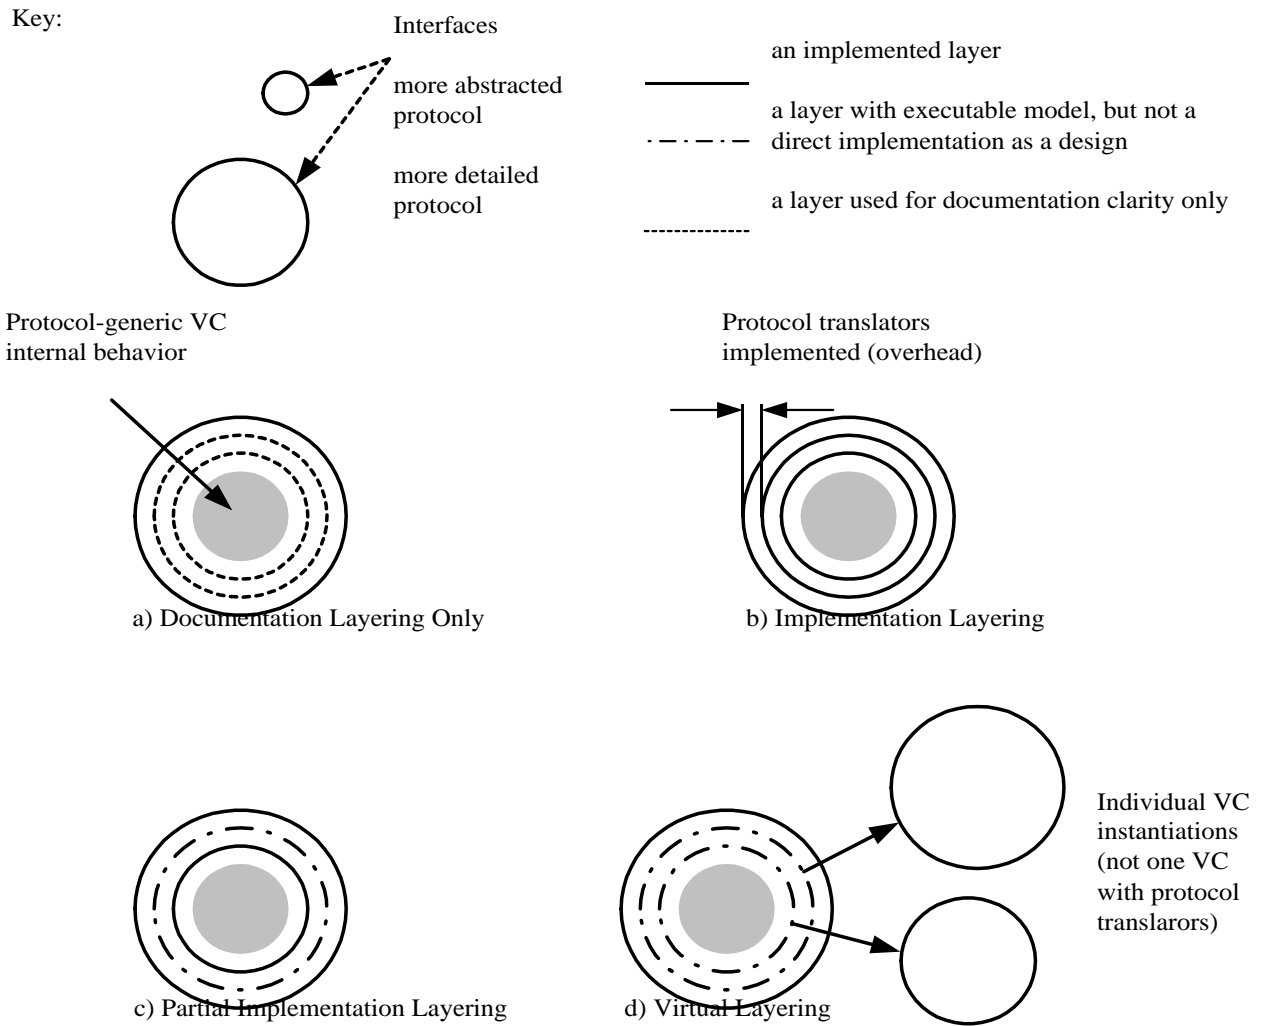 Key:
Interfaces
more abstracted
protocol
more detailed
protocol
an implemented layer
a layer with executable model, but not a
direct implementation as a design
a layer used for documentation clarity only
Protocol-generic VC
internal behavior
Protocol translators
implemented (overhead)
a) Documentation Layering Only
b) Implementation Layering
Individual VC
instantiations
(not one VC
with protocol
translarors)
c) Partial Implementation Layering
d) Virtual Layering